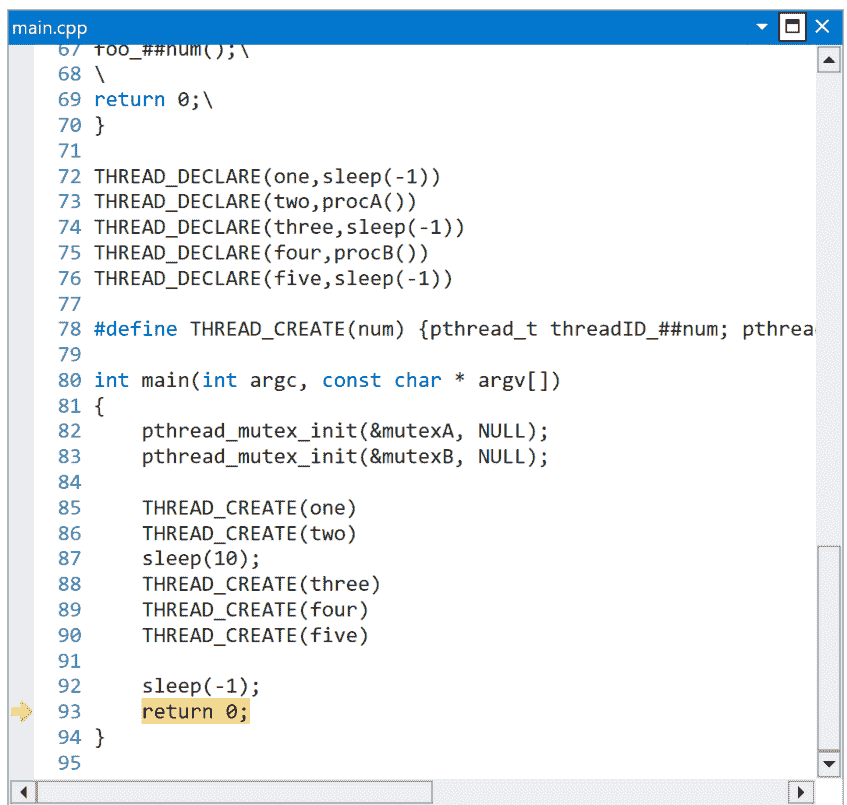 main.cpp
67 foo_##num();\
68 \
69 return 0;\
70 }
71
72 THREAD_DECLARE(one,sleep(-1))
73 THREAD_DECLARE(two,procA())
74 THREAD_DECLARE(three,sleep(-1))
75 THREAD_DECLARE(four,procB())
76 THREAD_DECLARE(five,sleep(-1))
77
78 #define THREAD_CREATE(num) {pthread_t threadID_##num; pthrea
79
80 int main(int argc, const char * argv[])
81 {
82     pthread_mutex_init(&mutexA, NULL);
83     pthread_mutex_init(&mutexB, NULL);
84
85     THREAD_CREATE(one)
86     THREAD_CREATE(two)
87     sleep(10);
88     THREAD_CREATE(three)
89     THREAD_CREATE(four)
90     THREAD_CREATE(five)
91
92     sleep(-1);
93     return 0;
94 }
95